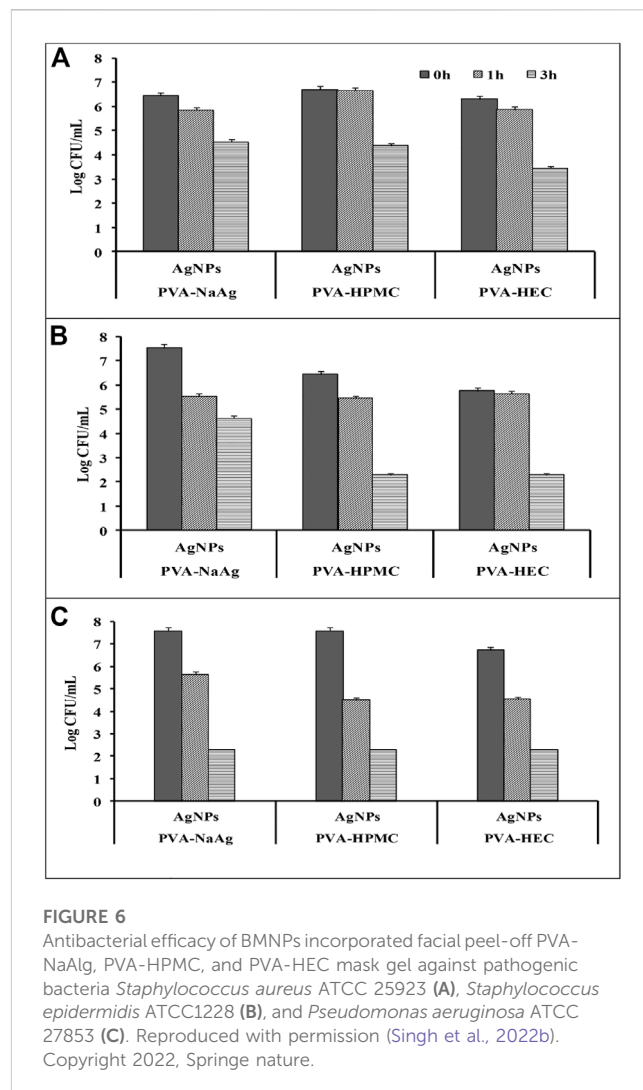 A
8
7
6
5
4
3
2
1
0
Log CFU/mL
0h 1h 3h
AgNPs AgNPs AgNPs
PVA-NaAg PVA-HPMC PVA-HEC
B
8
7
6
5
4
3
2
1
0
Log CFU/mL
AgNPs AgNPs AgNPs
PVA-NaAg PVA-HPMC PVA-HEC
C
8
7
6
5
4
3
2
1
0
Log CFU/mL
AgNPs AgNPs AgNPs
PVA-NaAg PVA-HPMC PVA-HEC
FIGURE 6
Antibacterial efficacy of BMNPs incorporated facial peel-off PVA-
NaAlg, PVA-HPMC, and PVA-HEC mask gel against pathogenic
bacteria Staphylococcus aureus ATCC 25923 (A), Staphylococcus
epidermidis ATCC1228 (B), and Pseudomonas aeruginosa ATCC
27853 (C). Reproduced with permission (Singh et al., 2022b).
Copyright 2022, Springe nature.